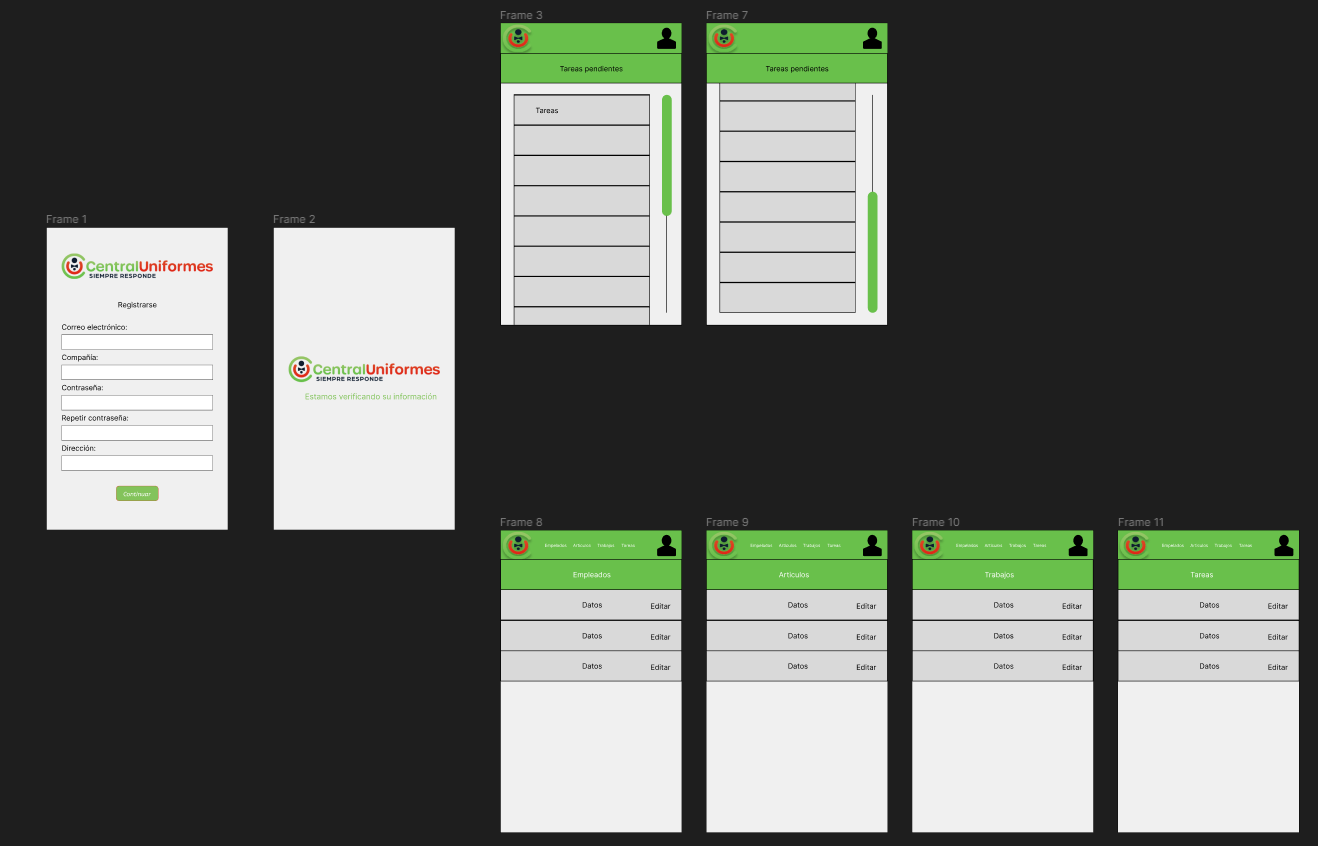 Frame 3
Tareas pendientes
Tareas
Frame 7
Tareas pendientes
Frame 1
CentralUniformes
SIEMPRE RESPONDE
Registrarse
Correo electrónico:
Compañía:
Contraseña:
Repetir contraseña:
Dirección:
Continuar
Frame 2
CentralUniformes
SIEMPRE RESPONDE
Estamos verificando su información
Frame 8
Empleados Articulos Trabajos Tareas
Empleados
Datos Editar
Datos Editar
Datos Editar
Frame 9
Empleados Articulos Trabajos Tareas
Articulos
Datos Editar
Datos Editar
Datos Editar
Frame 10
Empleados Articulos Trabajos Tareas
Trabajos
Datos Editar
Datos Editar
Datos Editar
Frame 11
Empleados Articulos Trabajos Tareas
Tareas
Datos Editar
Datos Editar
Datos Editar